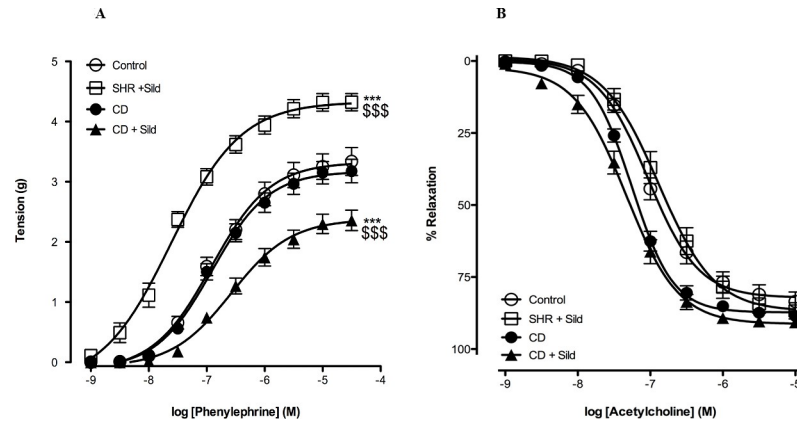 A
B
5
4
3
2
1
0
Tension (g)
Control
SHR +Sild
CD
CD + Sild
***
$$$
***
$$$
-9
-8
-7
-6
-5
-4
log [Phenylephrine] (M)
0
25
50
75
100
% Relaxation
Control
SHR + Sild
CD
CD + Sild
-9
-8
-7
-6
log [Acetylcholine] (M)